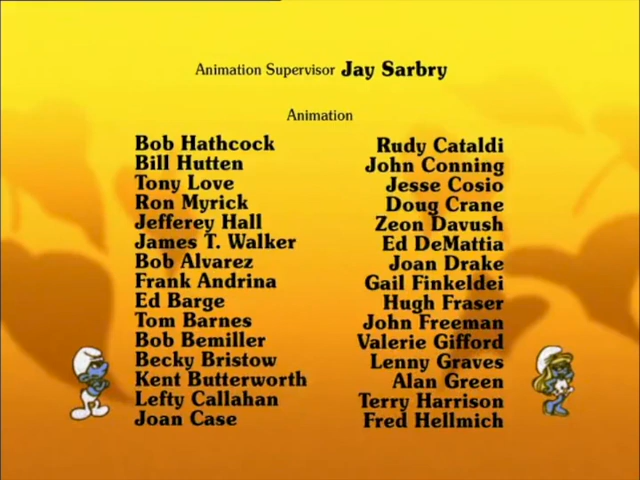 Animation Supervisor Jay Sarbry
Animation
Bob Hathcock
Bill Hutten
Tony Love
Ron Myrick
Jefferey Hall
James T. Walker
Bob Alvarez
Frank Andrina
Ed Barge
Tom Barnes
Bob Bemiller
Becky Bristow
Kent Butterworth
Lefty Callahan
Joan Case
Rudy Cataldi
John Conning
Jesse Cosio
Doug Crane
Zeon Davush
Ed DeMattia
Joan Drake
Gail Finkeldei
Hugh Fraser
John Freeman
Valerie Gifford
Lenny Graves
Alan Green
Terry Harrison
Fred Hellmich